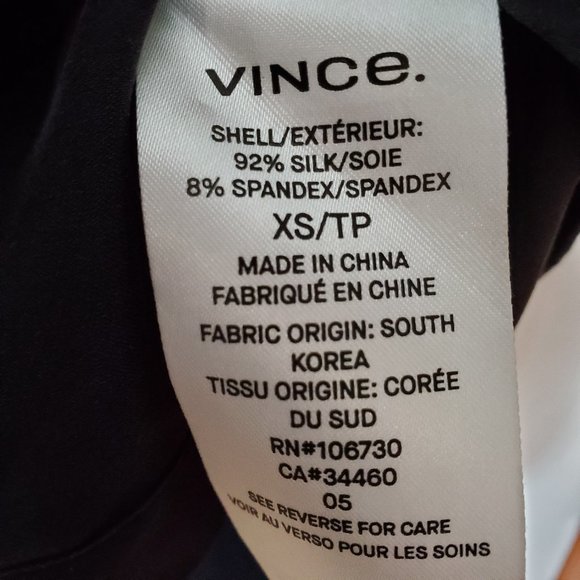 VINCe.
SHELL/EXTÉRIEUR:
92% SILK/SOIE
8% SPANDEX/SPANDEX
XS/TP
MADE IN CHINA
FABRIQUÉ EN CHINE
FABRIC ORIGIN: SOUTH
KOREA
TISSU ORIGINE: CORÉE
DU SUD
RN#106730
CA#34460
05
SEE REVERSE FOR CARE
VOIR AU VERSO POUR LES SOINS